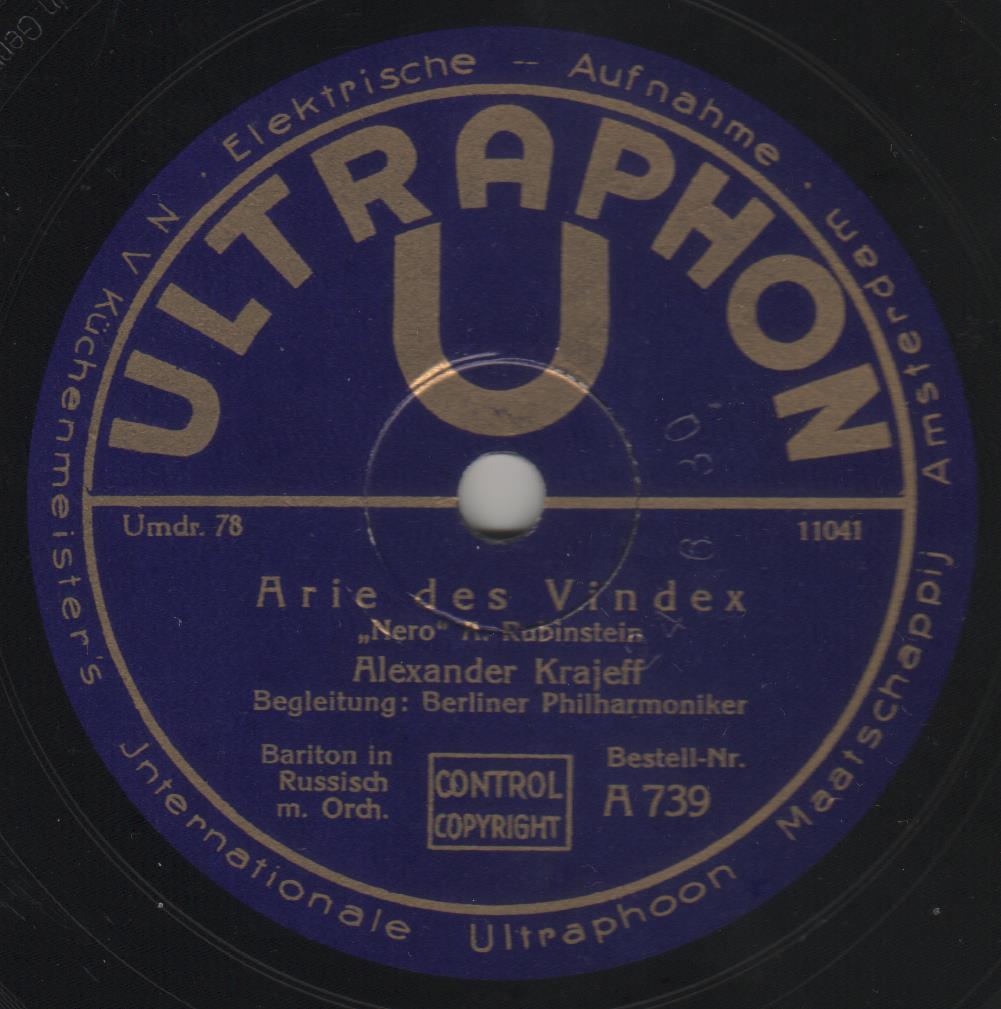 Elektrische -- Aufnahme
ULTRAPHON
U
Umdr. 78
11041
Arie des Vindex
„Nero“ A. Rubinstein
Alexander Krajeff
Begleitung: Berliner Philharmoniker
Bariton in
Russisch
m. Orch.
CONTROL
COPYRIGHT
Bestell-Nr.
A 739
N V Küchenmeister's Jnternationale Ultraphoon Maatschappij Amsterdam